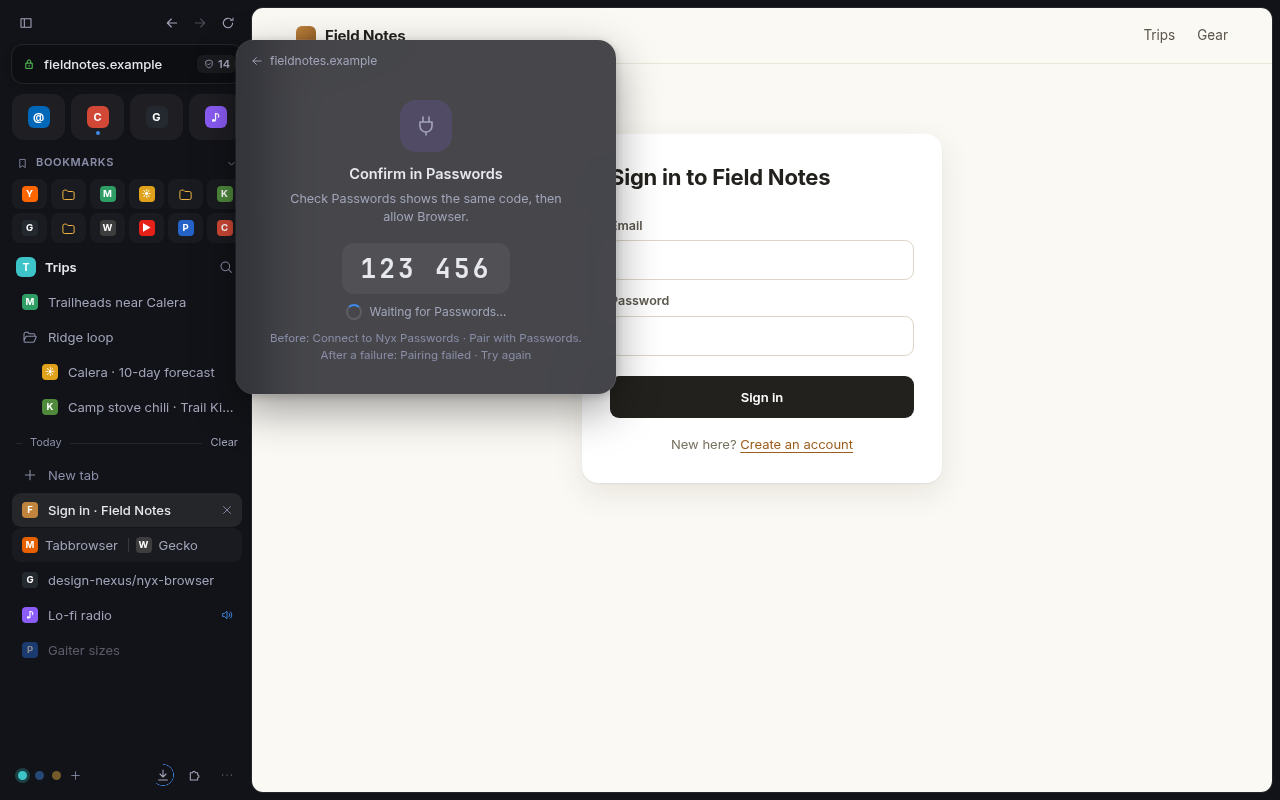 fieldnotes.example
14
@
C
G
BOOKMARKS
Y
M
K
G
W
P
C
T Trips
M Trailheads near Calera
Ridge loop
Calera · 10-day forecast
K Camp stove chili · Trail Ki...
Today
Clear
New tab
F Sign in · Field Notes
M Tabbrowser
W Gecko
G design-nexus/nyx-browser
Lo-fi radio
P Gaiter sizes
fieldnotes.example
Confirm in Passwords
Check Passwords shows the same code, then
allow Browser.
123 456
Waiting for Passwords...
Before: Connect to Nyx Passwords · Pair with Passwords.
After a failure: Pairing failed · Try again
Field Notes
Trips
Gear
Sign in to Field Notes
Email
Password
Sign in
New here? Create an account